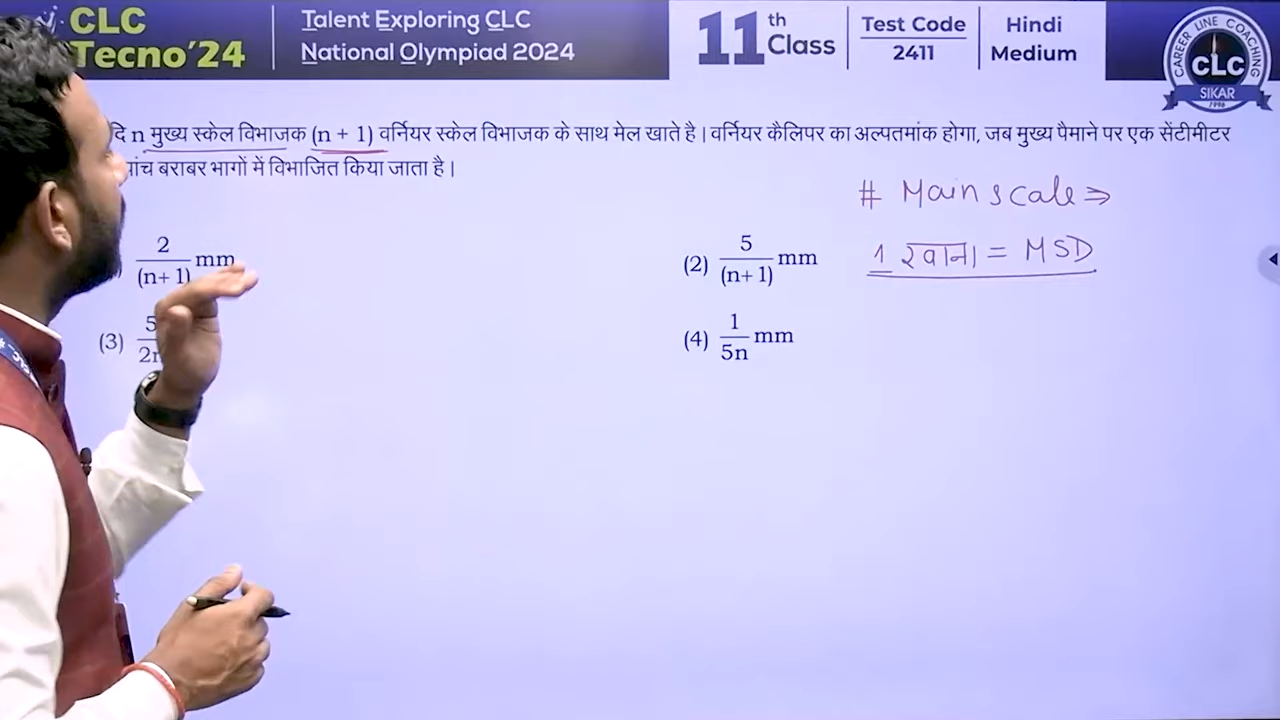 CLC
Tecno'24
Talent Exploring CLC
National Olympiad 2024
11th Class
Test Code
2411
Hindi
Medium
CAREER LINE COACHING
CLC
SIKAR
1996
n मुख्य स्केल विभाजक (n + 1) वर्नियर स्केल विभाजक के साथ मेल खाते है। वर्नियर कैलिपर का अल्पतमांक होगा, जब मुख्य पैमाने पर एक सेंटीमीटर
बराबर भागों में विभाजित किया जाता है।
# Main scale ⇒
1 खाना = MSD
2/(n+1) mm
(2) 5/(n+1) mm
(3)
(4) 1/5n mm